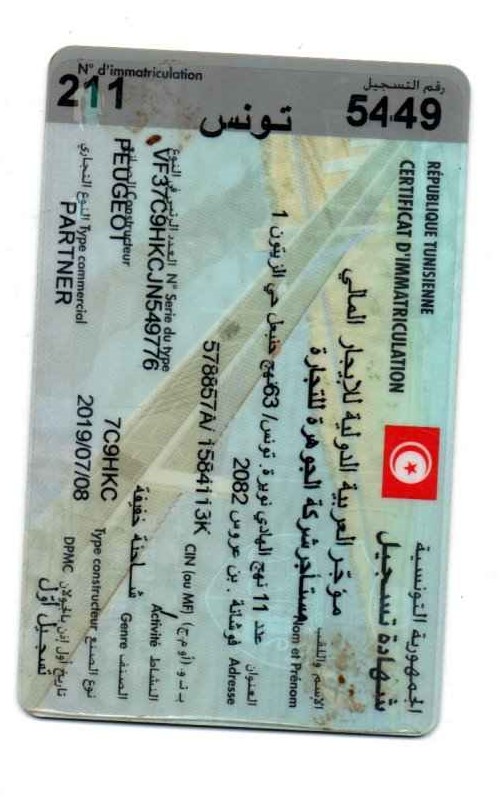 الجمهورية التونسية
RÉPUBLIQUE TUNISIENNE
شهادة تسجيل
CERTIFICAT D'IMMATRICULATION
رقم التسجيل
5449 تونس 211
N° d'immatriculation
مؤجّر العربية الدولية للإيجار المالي
الإسم واللقب
مستأجرشركة الجوهرة للتجارة
Nom et Prénom
العنوان عدد 11 نهج الهادي نويرة. تونس/ 63نهج حنبعل حي الزيتون 1
Adresse فوشانة . بن عروس 2082
ب.ت.و. (أو م.ج) CIN (ou MF) 578857A/ 1584113K
النشاط Activité /
العدد الرتبي في النوع N° Serie du type
VF37C9HKCJN549776
الصنف Genre شاحنة خفيفة
الصانع Constructeur
PEUGEOT
نوع الصنع Type constructeur 7C9HKC
النوع التجاري Type commercial
PARTNER
تاريخ أول إذن بالجولان DPMC 2019/07/08
تسجيل أوّل